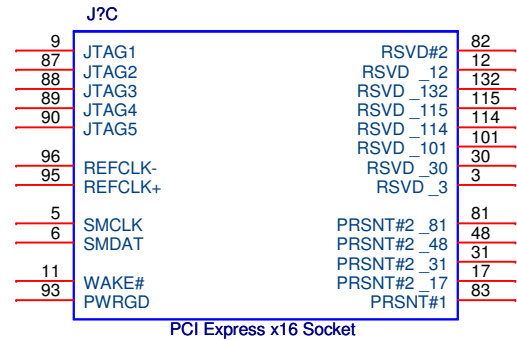 J?C
9 JTAG1 RSVD#2 82
87 JTAG2 RSVD _12 12
88 JTAG3 RSVD _132 132
89 JTAG4 RSVD _115 115
90 JTAG5 RSVD _114 114
RSVD _101 101
96 REFCLK- RSVD _30 30
95 REFCLK+ RSVD _3 3
5 SMCLK PRSNT#2 _81 81
6 SMDAT PRSNT#2 _48 48
PRSNT#2 _31 31
11 WAKE# PRSNT#2 _17 17
93 PWRGD PRSNT#1 83
PCI Express x16 Socket